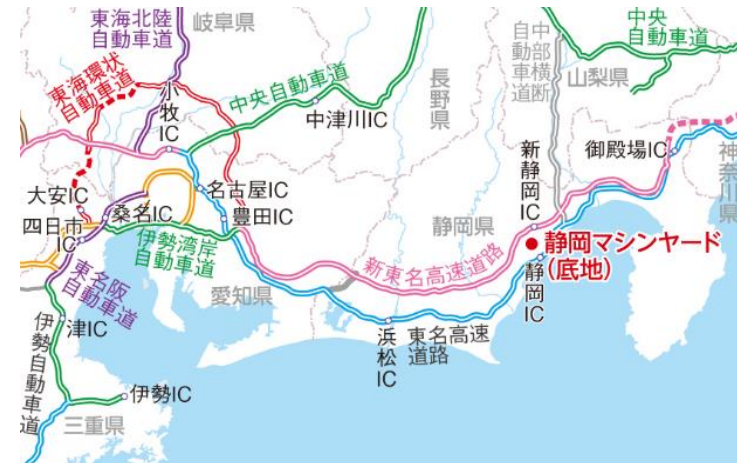 東海北陸
自動車道
岐阜県
中央
自動車道
中部横断
自動車道
山梨県
東海環状
自動車道
小牧IC
中央自動車道
中津川IC
長野県
新静岡IC
御殿場IC
神奈川県
大安IC
名古屋IC
桑名IC
豊田IC
四日市
IC
伊勢湾岸
自動車道
静岡県
静岡マシンヤード
(底地)
新東名高速道路
静岡IC
東名阪
自動車道
愛知県
津IC
浜松IC
東名高速
道路
伊勢自動車道
伊勢IC
三重県